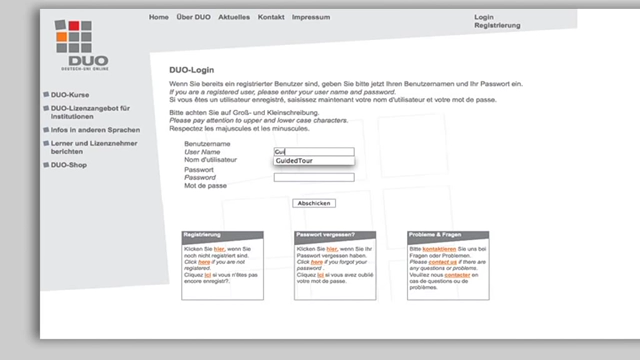 Home Über DUO Aktuelles Kontakt Impressum
Login
Registrierung
DUO
DEUTSCH-UNI ONLINE
DUO-Kurse
DUO-Lizenzangebot für
Institutionen
Infos in anderen Sprachen
Lerner und Lizenznehmer
berichten
DUO-Shop
DUO-Login
Wenn Sie bereits ein registrierter Benutzer sind, geben Sie bitte jetzt Ihren Benutzernamen und Ihr Passwort ein.
If you are a registered user, please enter your user name and password.
Si vous êtes un utilisateur enregistré, saisissez maintenant votre nom d'utilisateur et votre mot de passe.
Bitte achten Sie auf Groß- und Kleinschreibung.
Please pay attention to upper and lower case characters.
Respectez les majuscules et les minuscules.
Benutzername
User Name
Nom d'utilisateur
Gui
GuidedTour
Passwort
Password
Mot de passe
Abschicken
Registrierung
Klicken Sie hier, wenn Sie
noch nicht registriert sind.
Click here if you are not
registered.
Cliquez ici si vous n'êtes pas
encore enregistré?.
Passwort vergessen?
Klicken Sie hier, wenn Sie Ihr
Passwort vergessen haben.
Click here if you forgot your
password .
Cliquez ici si vous avez oublié
votre mot de passe.
Probleme & Fragen
Bitte kontaktieren Sie uns bei
Fragen oder Problemen.
Please contact us if there are
any questions or problems.
Veuillez nous contacter en
cas de questions ou de
problèmes.